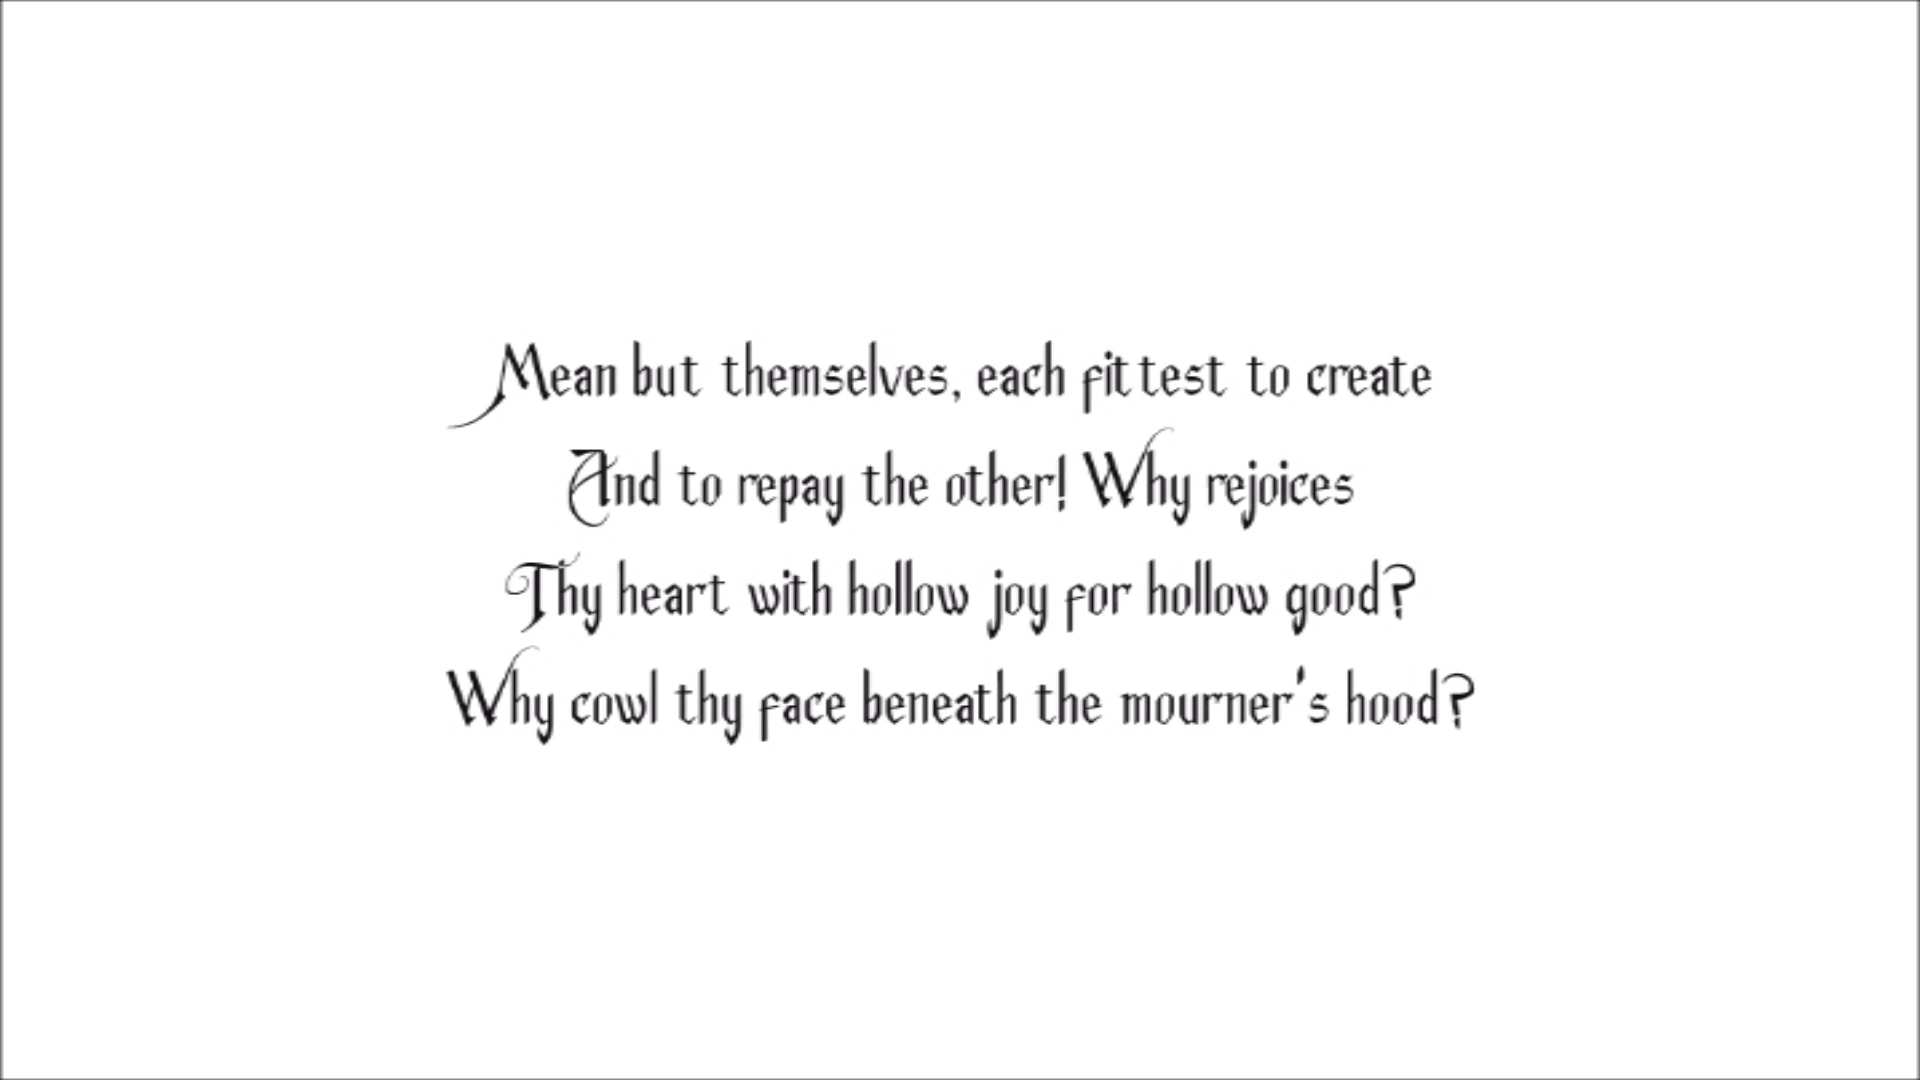 Mean but themselves, each fittest to create
And to repay the other! Why rejoices
Thy heart with hollow joy for hollow good?
Why cowl thy face beneath the mourner's hood?